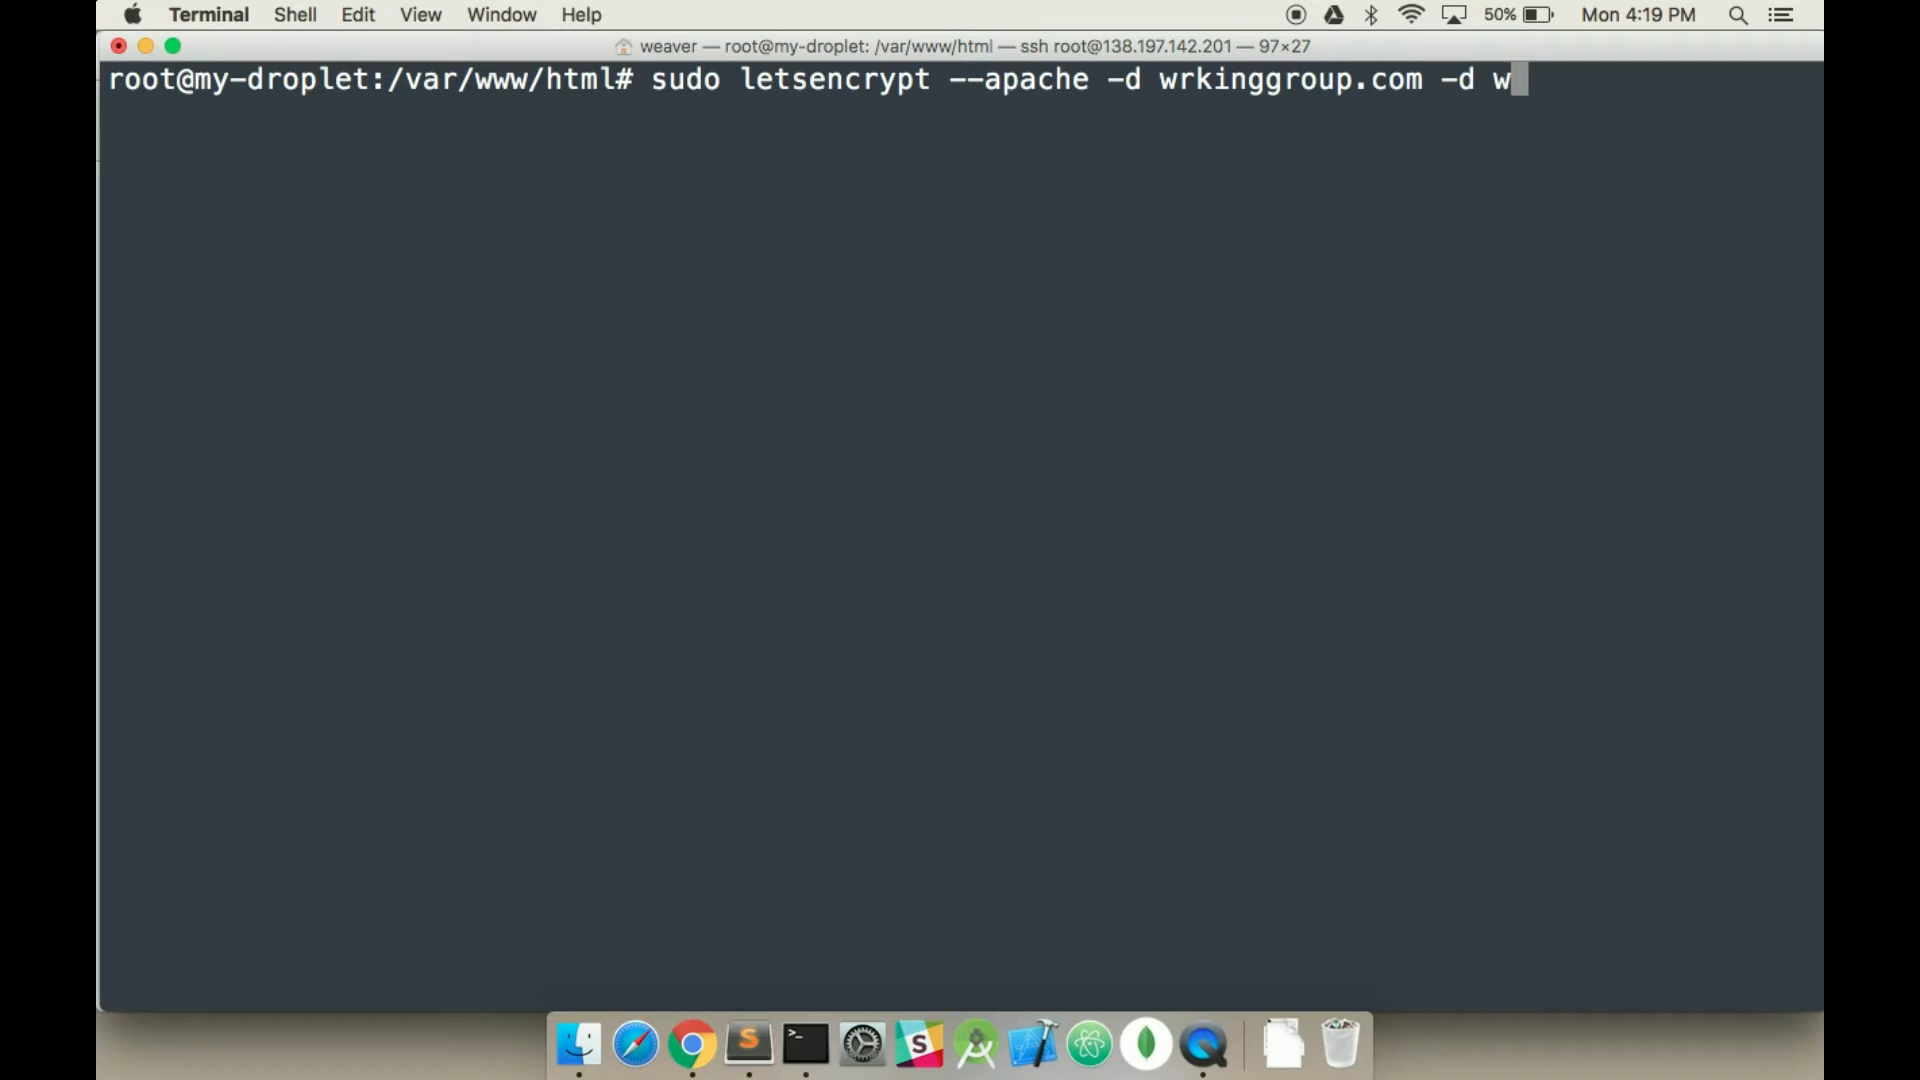 Terminal Shell Edit View Window Help 50% Mon 4:19 PM
weaver — root@my-droplet: /var/www/html — ssh root@138.197.142.201 — 97×27
root@my-droplet:/var/www/html# sudo letsencrypt --apache -d wrkinggroup.com -d w
S >_ S